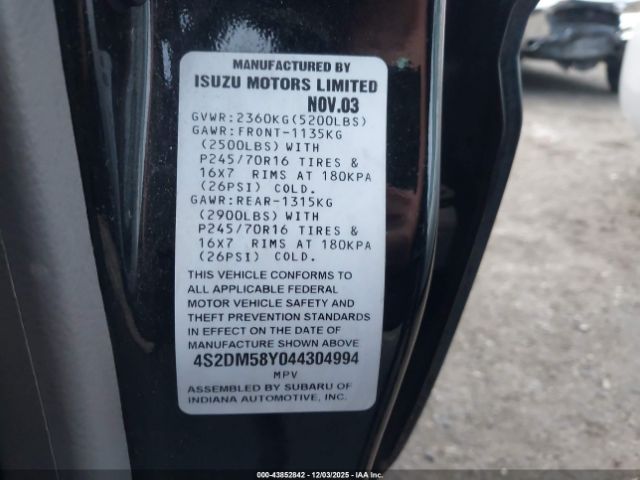 MANUFACTURED BY
ISUZU MOTORS LIMITED
NOV.03
GVWR:2360KG(5200LBS)
GAWR:FRONT-1135KG
(2500LBS) WITH
P245/70R16 TIRES &
16X7 RIMS AT 180KPA
(26PSI) COLD.
GAWR:REAR-1315KG
(2900LBS) WITH
P245/70R16 TIRES &
16X7 RIMS AT 180KPA
(26PSI) COLD.
THIS VEHICLE CONFORMS TO
ALL APPLICABLE FEDERAL
MOTOR VEHICLE SAFETY AND
THEFT PREVENTION STANDARDS
IN EFFECT ON THE DATE OF
MANUFACTURE SHOWN ABOVE
4S2DM58Y044304994
MPV
ASSEMBLED BY SUBARU OF
INDIANA AUTOMOTIVE, INC.
000-43852842 - 12/03/2025 - IAAI.COM